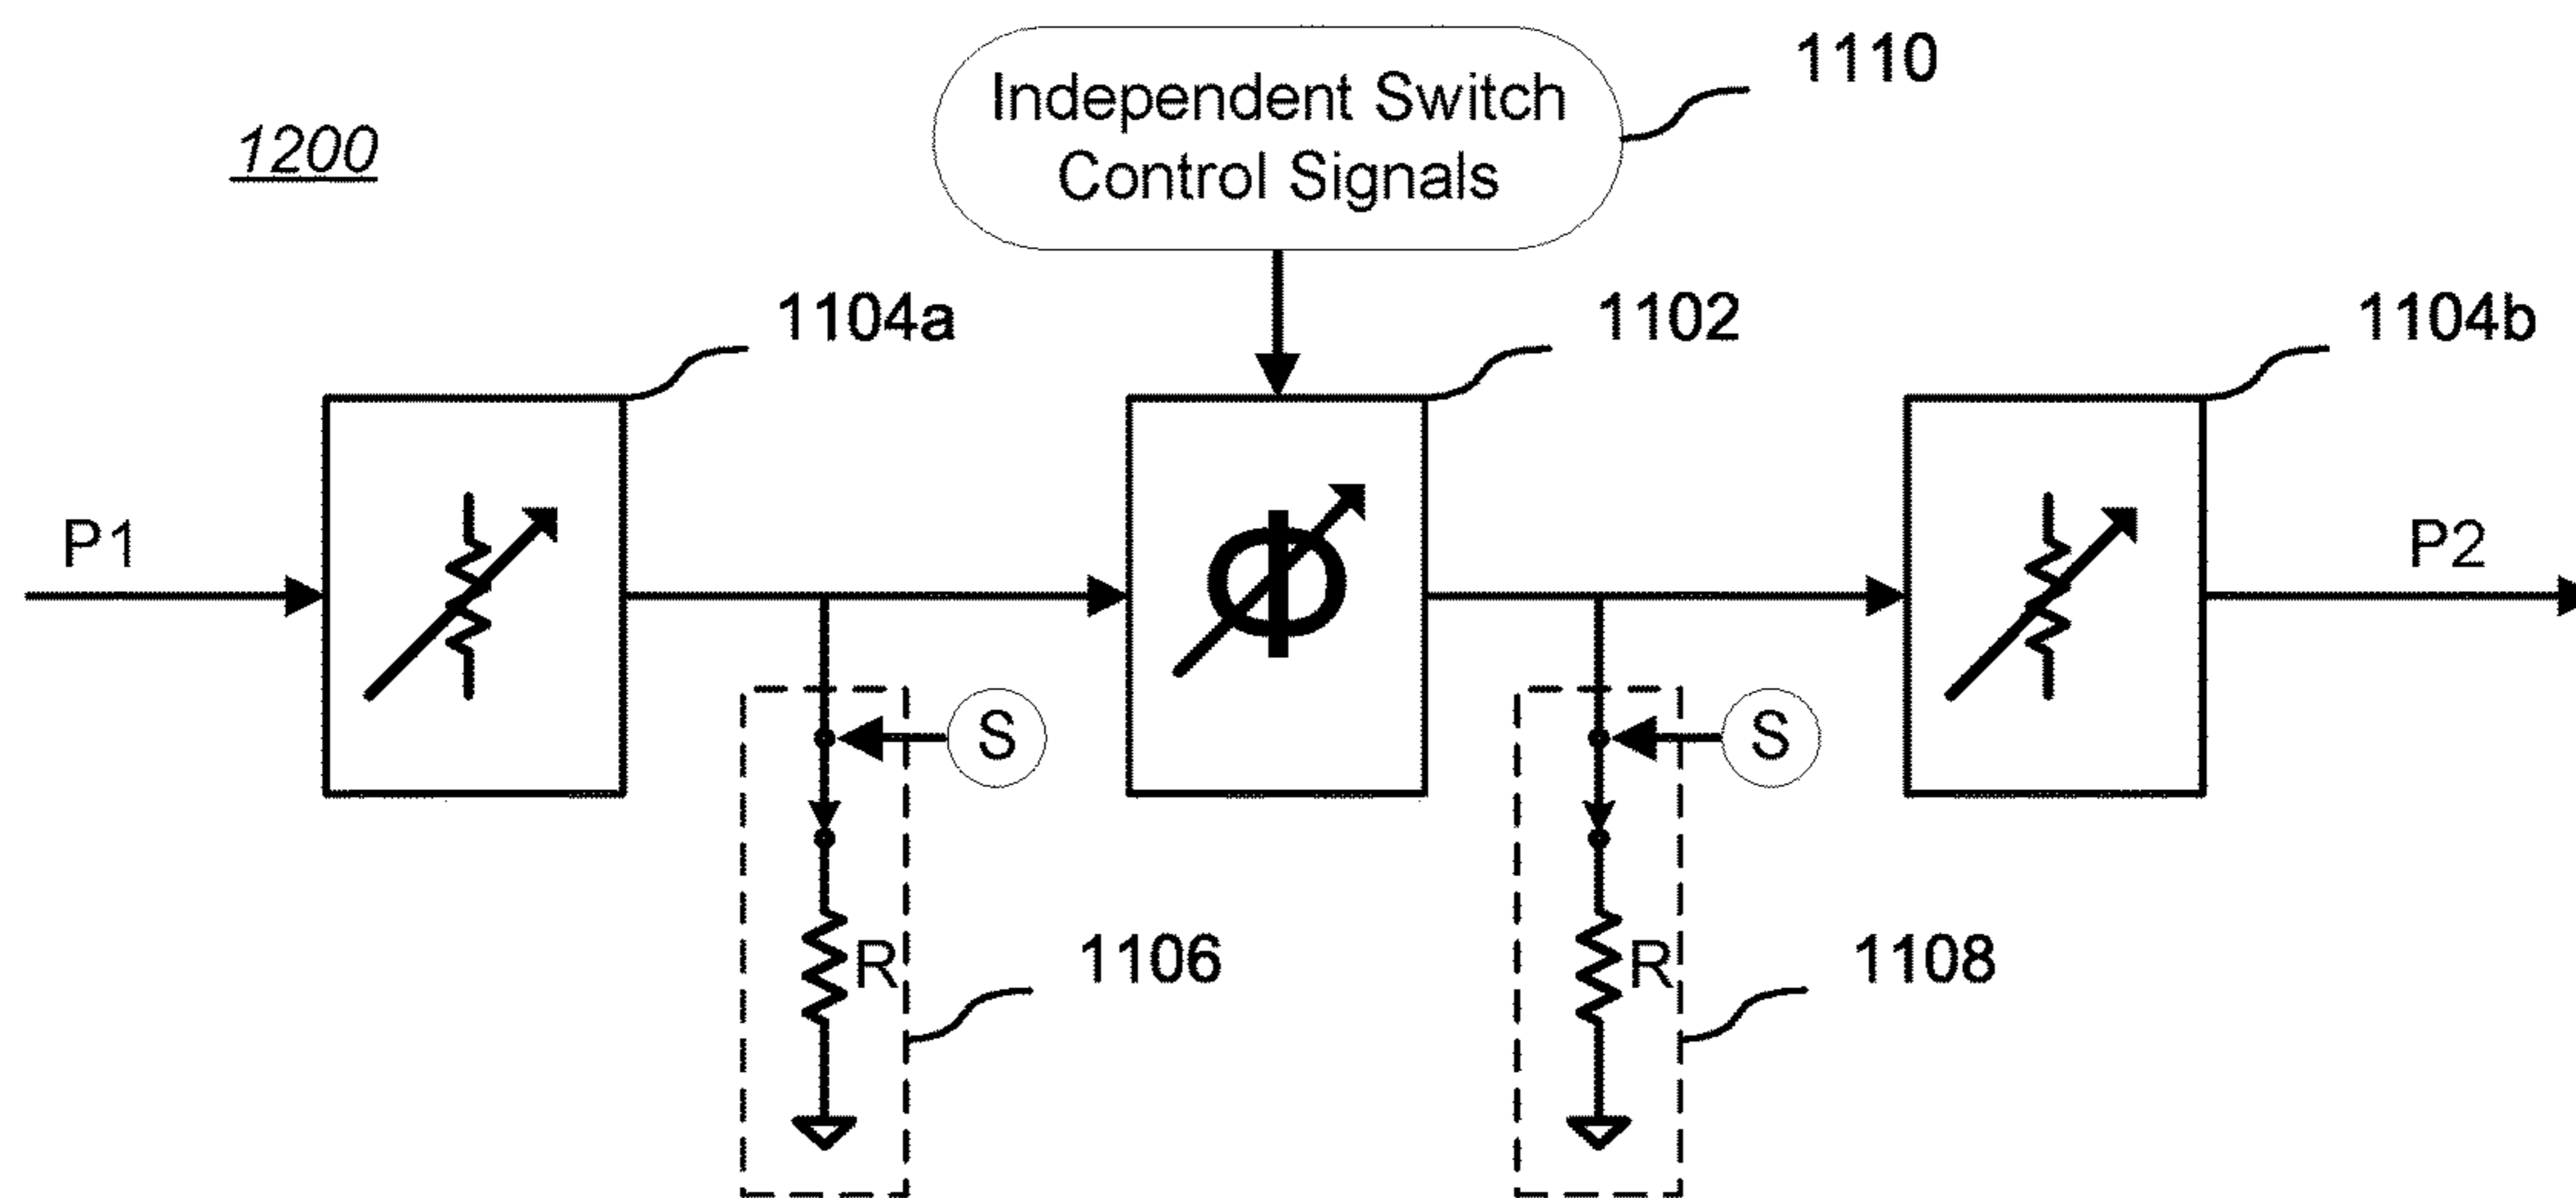 1200
Independent Switch
Control Signals
1110
1104a
1102
1104b
P1
Φ
P2
S
S
R
R
1106
1108